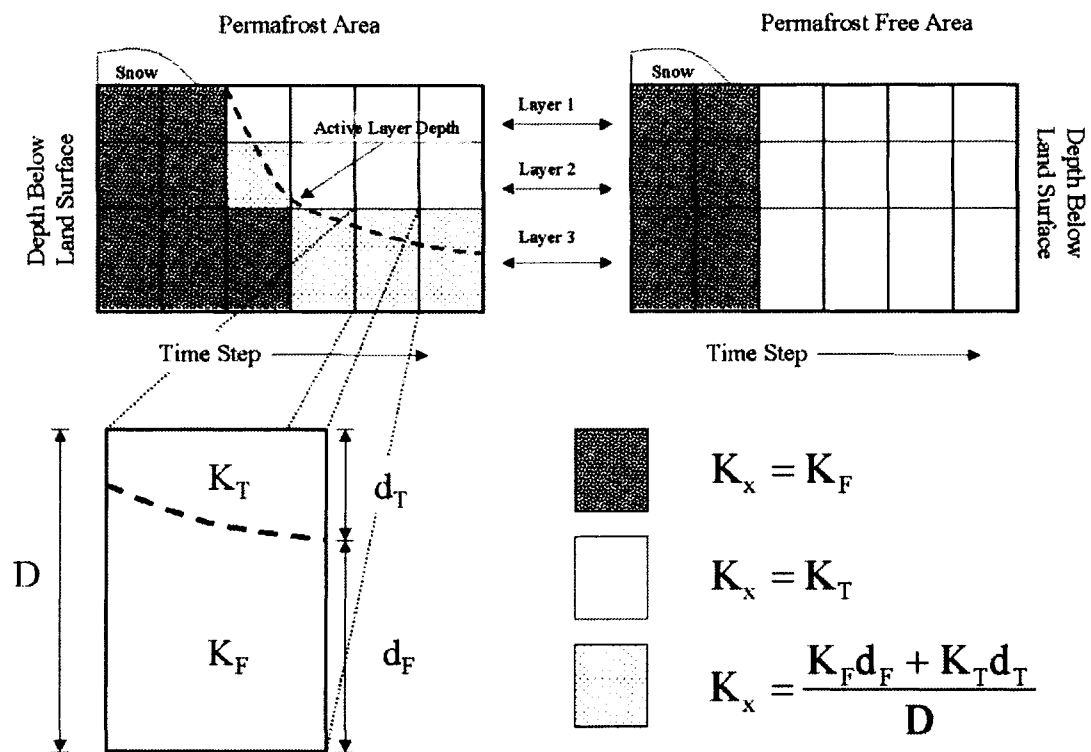 Permafrost Area
Permafrost Free Area
Snow
Snow
Active Layer Depth
Layer 1
Layer 2
Layer 3
Depth Below
Land Surface
Depth Below
Land Surface
Time Step
Time Step
D
K_T
d_T
K_F
d_F
K_x = K_F
K_x = K_T
K_x = (K_F d_F + K_T d_T) / D